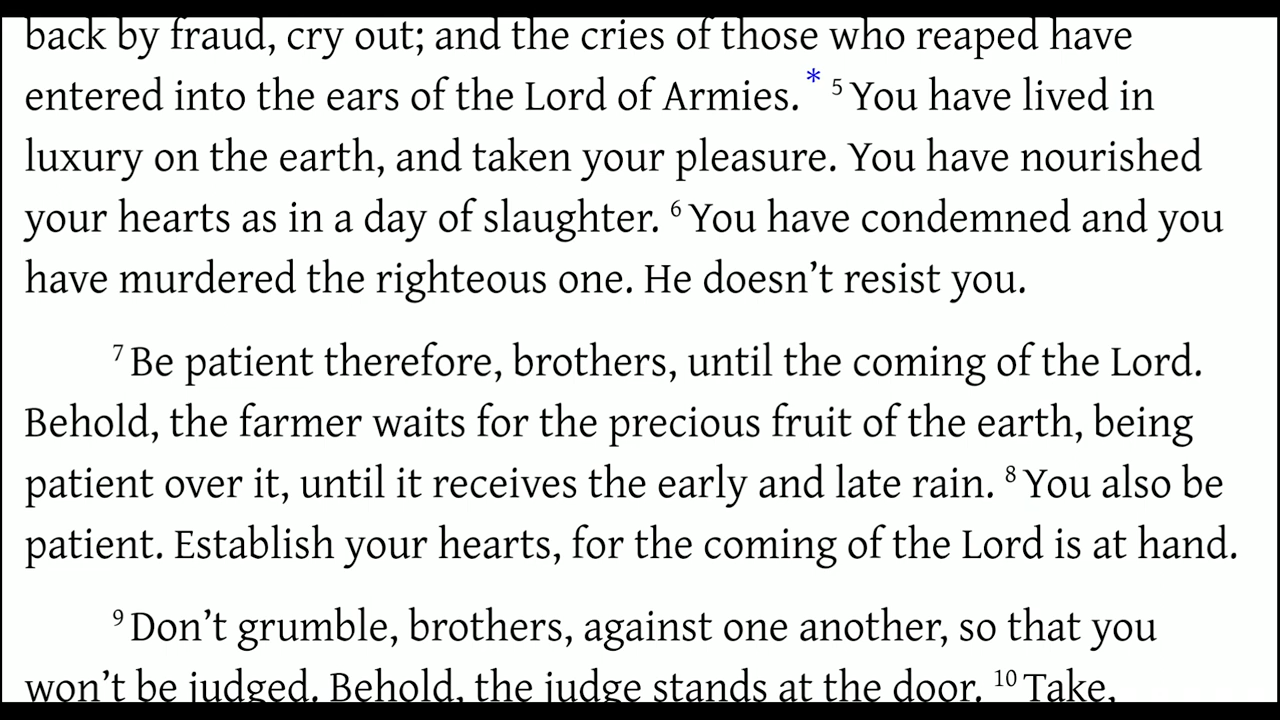 back by fraud, cry out; and the cries of those who reaped have
entered into the ears of the Lord of Armies. * 5 You have lived in
luxury on the earth, and taken your pleasure. You have nourished
your hearts as in a day of slaughter. 6 You have condemned and you
have murdered the righteous one. He doesn’t resist you.
7 Be patient therefore, brothers, until the coming of the Lord.
Behold, the farmer waits for the precious fruit of the earth, being
patient over it, until it receives the early and late rain. 8 You also be
patient. Establish your hearts, for the coming of the Lord is at hand.
9 Don’t grumble, brothers, against one another, so that you
won’t be judged. Behold, the judge stands at the door. 10 Take,